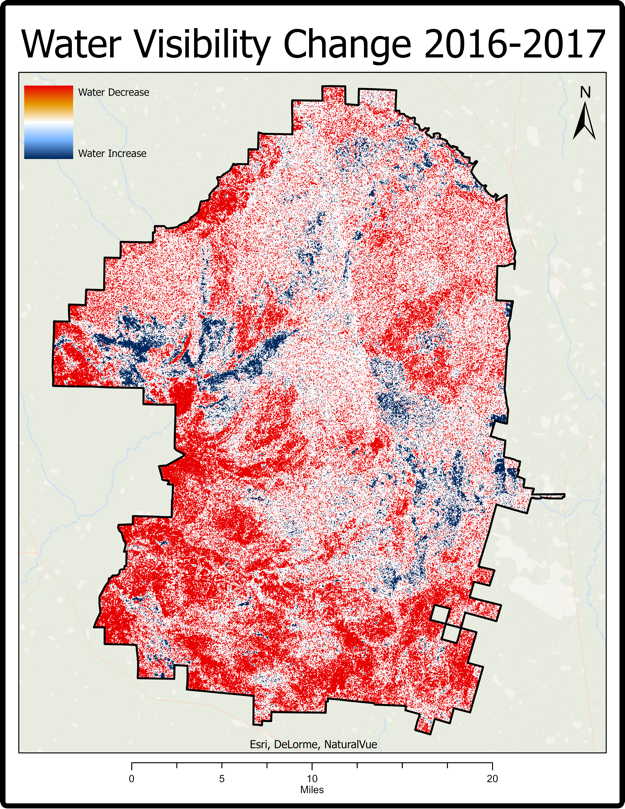 Water Visibility Change 2016-2017
Water Decrease
Water Increase
N
Esri, DeLorme, NaturalVue
0 5 10 20
Miles